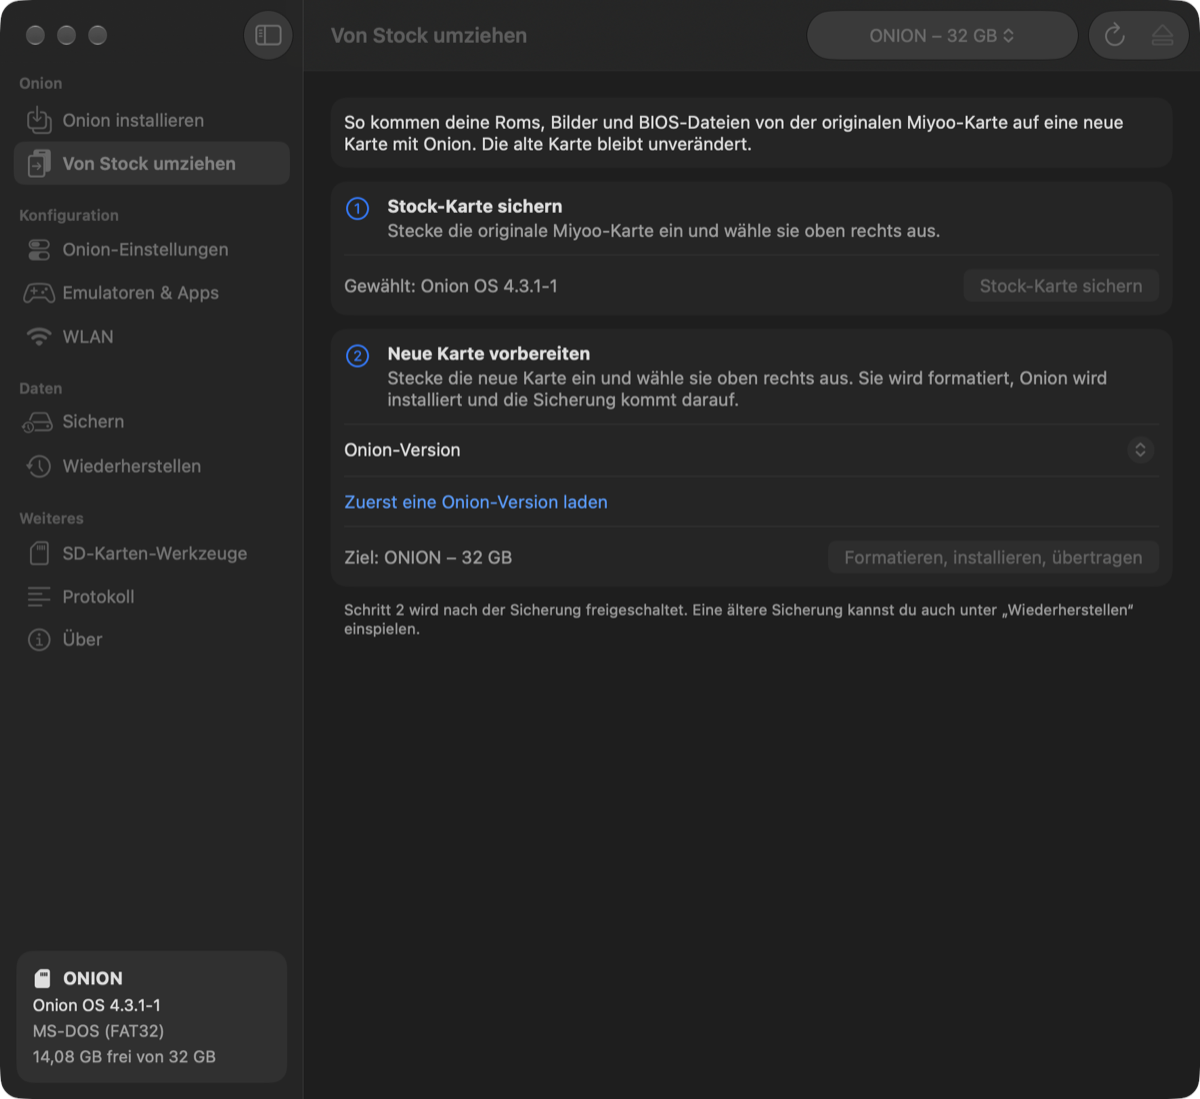 Onion
Onion installieren
Von Stock umziehen
Konfiguration
Onion-Einstellungen
Emulatoren & Apps
WLAN
Daten
Sichern
Wiederherstellen
Weiteres
SD-Karten-Werkzeuge
Protokoll
Über
ONION
Onion OS 4.3.1-1
MS-DOS (FAT32)
14,08 GB frei von 32 GB
Von Stock umziehen
ONION – 32 GB
So kommen deine Roms, Bilder und BIOS-Dateien von der originalen Miyoo-Karte auf eine neue
Karte mit Onion. Die alte Karte bleibt unverändert.
1 Stock-Karte sichern
Stecke die originale Miyoo-Karte ein und wähle sie oben rechts aus.
Gewählt: Onion OS 4.3.1-1
Stock-Karte sichern
2 Neue Karte vorbereiten
Stecke die neue Karte ein und wähle sie oben rechts aus. Sie wird formatiert, Onion wird
installiert und die Sicherung kommt darauf.
Onion-Version
Zuerst eine Onion-Version laden
Ziel: ONION – 32 GB
Formatieren, installieren, übertragen
Schritt 2 wird nach der Sicherung freigeschaltet. Eine ältere Sicherung kannst du auch unter „Wiederherstellen“
einspielen.